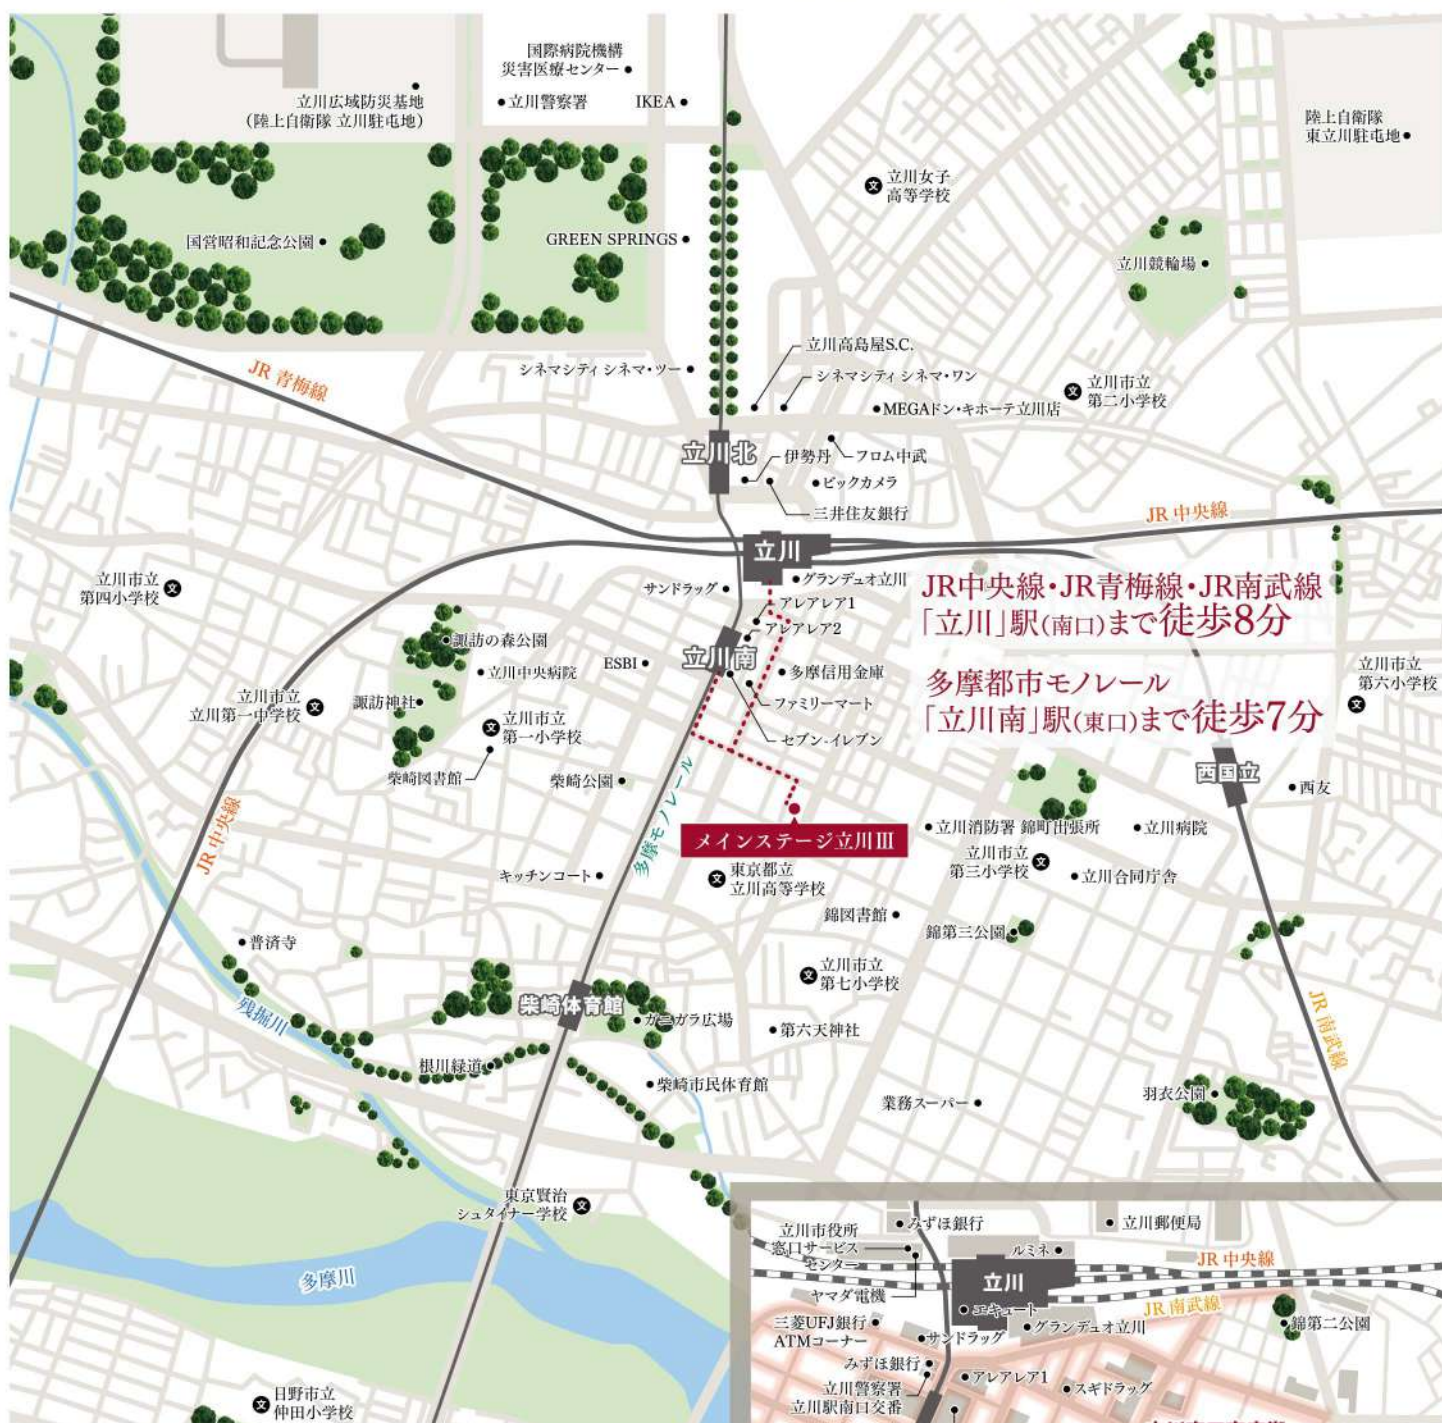 国際病院機構
災害医療センター
立川警察署
IKEA
立川広域防災基地
（陸上自衛隊 立川駐屯地）
陸上自衛隊
東立川駐屯地
立川女子
高等学校
国営昭和記念公園
GREEN SPRINGS
立川競輪場
立川高島屋S.C.
シネマシティ シネマ・ツー
シネマシティ シネマ・ワン
JR 青梅線
立川市立
第二小学校
MEGAドン・キホーテ立川店
立川北
伊勢丹
フロム中武
ビックカメラ
三井住友銀行
JR 中央線
立川
グランデュオ立川
サンドラッグ
立川市立
第四小学校
アレアレア1
アレアレア2
JR中央線・JR青梅線・JR南武線
「立川」駅(南口)まで徒歩8分
諏訪の森公園
立川中央病院
ESBI
立川南
多摩信用金庫
多摩都市モノレール
「立川南」駅(東口)まで徒歩7分
立川市立
第六小学校
立川市立
立川第一中学校
諏訪神社
立川市立
第一小学校
ファミリーマート
セブン-イレブン
柴崎図書館
柴崎公園
西国立
西友
JR 中央線
多摩モノレール
メインステージ立川Ⅲ
立川消防署 錦町出張所
立川病院
立川市立
第三小学校
立川合同庁舎
キッチンコート
東京都立
立川高等学校
錦図書館
錦第三公園
普済寺
立川市立
第七小学校
残掘川
柴崎体育館
ガニガラ広場
第六天神社
JR 南武線
根川緑道
柴崎市民体育館
業務スーパー
羽衣公園
東京賢治
シュタイナー学校
多摩川
日野市立
仲田小学校
立川市役所
窓口サービス
センター
みずほ銀行
立川郵便局
ルミネ
JR 中央線
立川
ヤマダ電機
エキュート
JR 南武線
三菱UFJ銀行
ATMコーナー
サンドラッグ
グランデュオ立川
錦第二公園
みずほ銀行
アレアレア1
スギドラッグ
立川警察署
立川駅南口交番